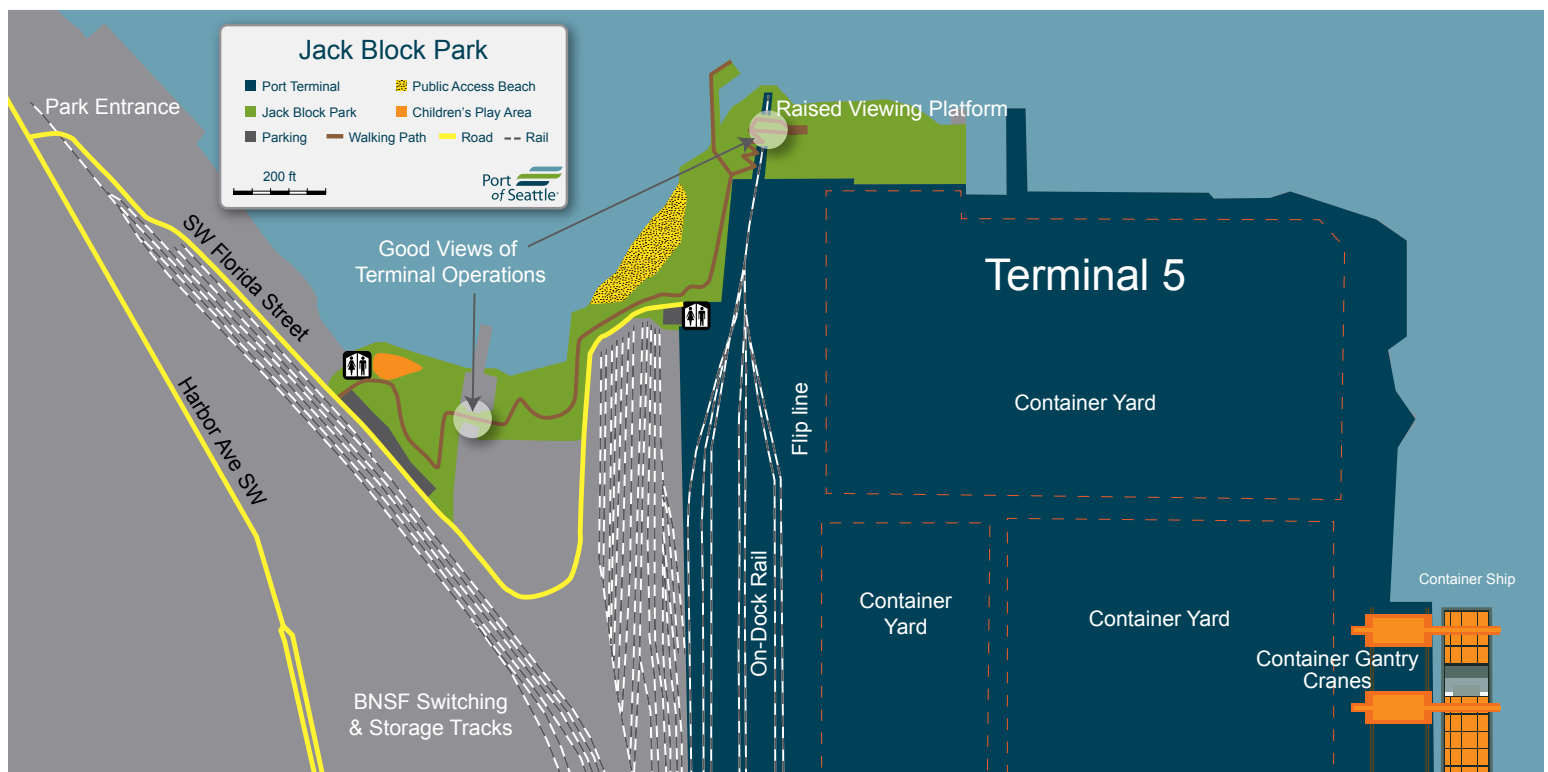 Jack Block Park
Port Terminal
Public Access Beach
Jack Block Park
Children's Play Area
Parking
Walking Path
Road
Rail
200 ft
Port
of Seattle
Park Entrance
Raised Viewing Platform
SW Florida Street
Good Views of
Terminal Operations
Harbor Ave SW
Terminal 5
Flip line
Container Yard
On-Dock Rail
Container
Yard
Container Yard
Container Ship
Container Gantry
Cranes
BNSF Switching
& Storage Tracks